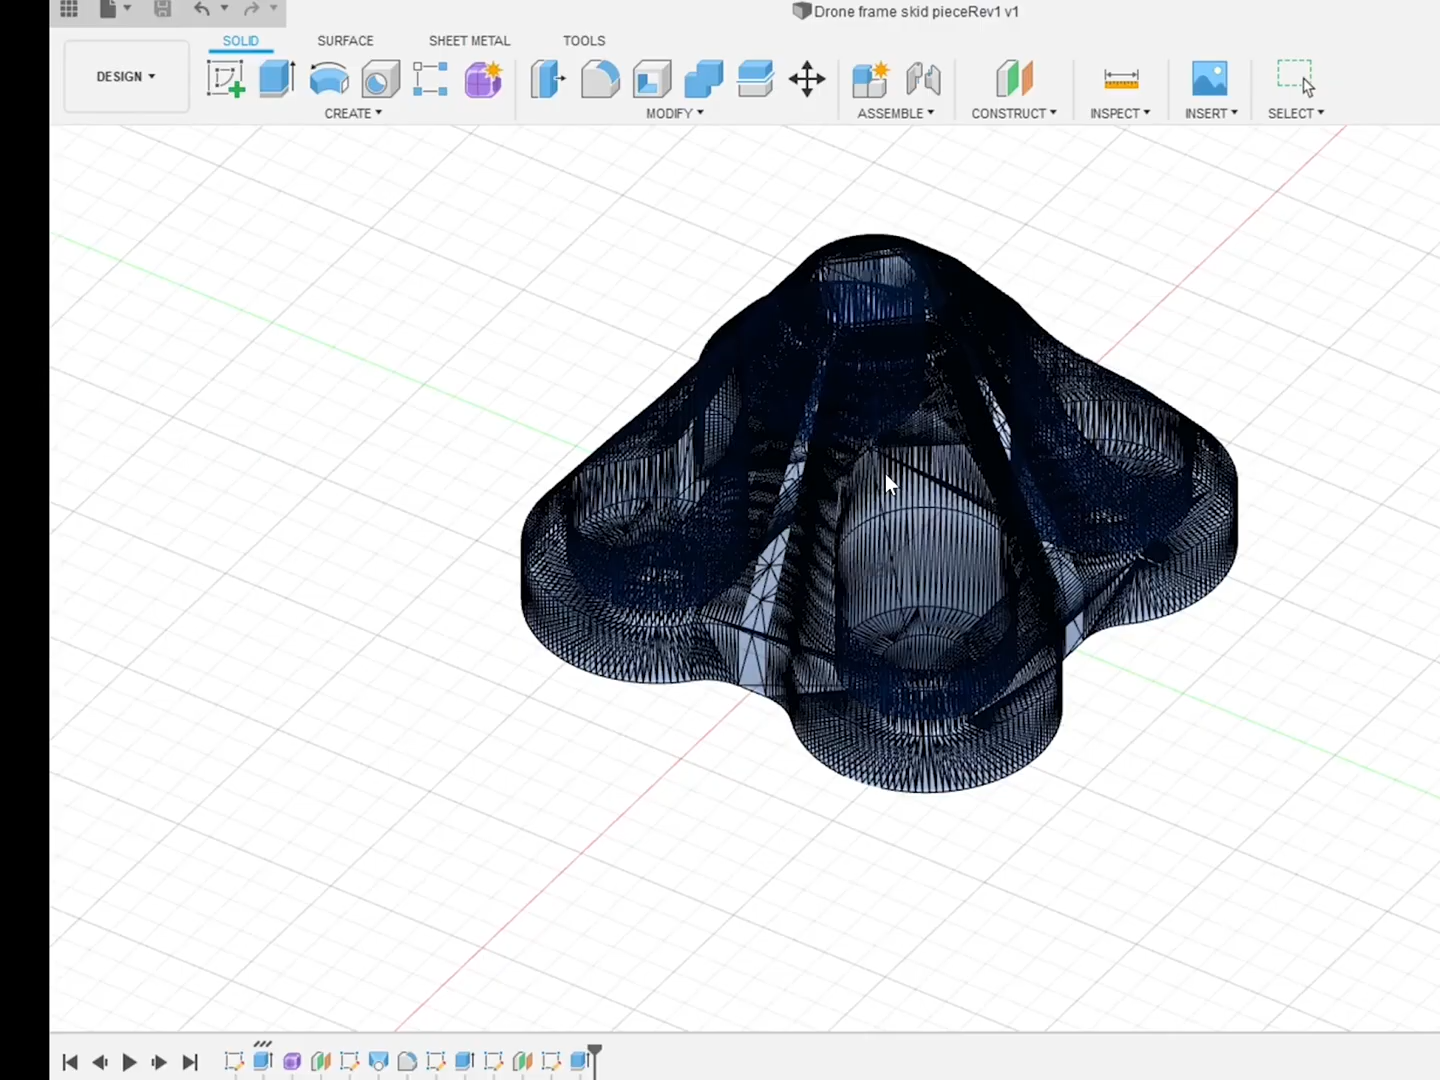 Drone frame skid pieceRev1 v1
SOLID SURFACE SHEET METAL TOOLS
DESIGN
CREATE MODIFY ASSEMBLE CONSTRUCT INSPECT INSERT SELECT